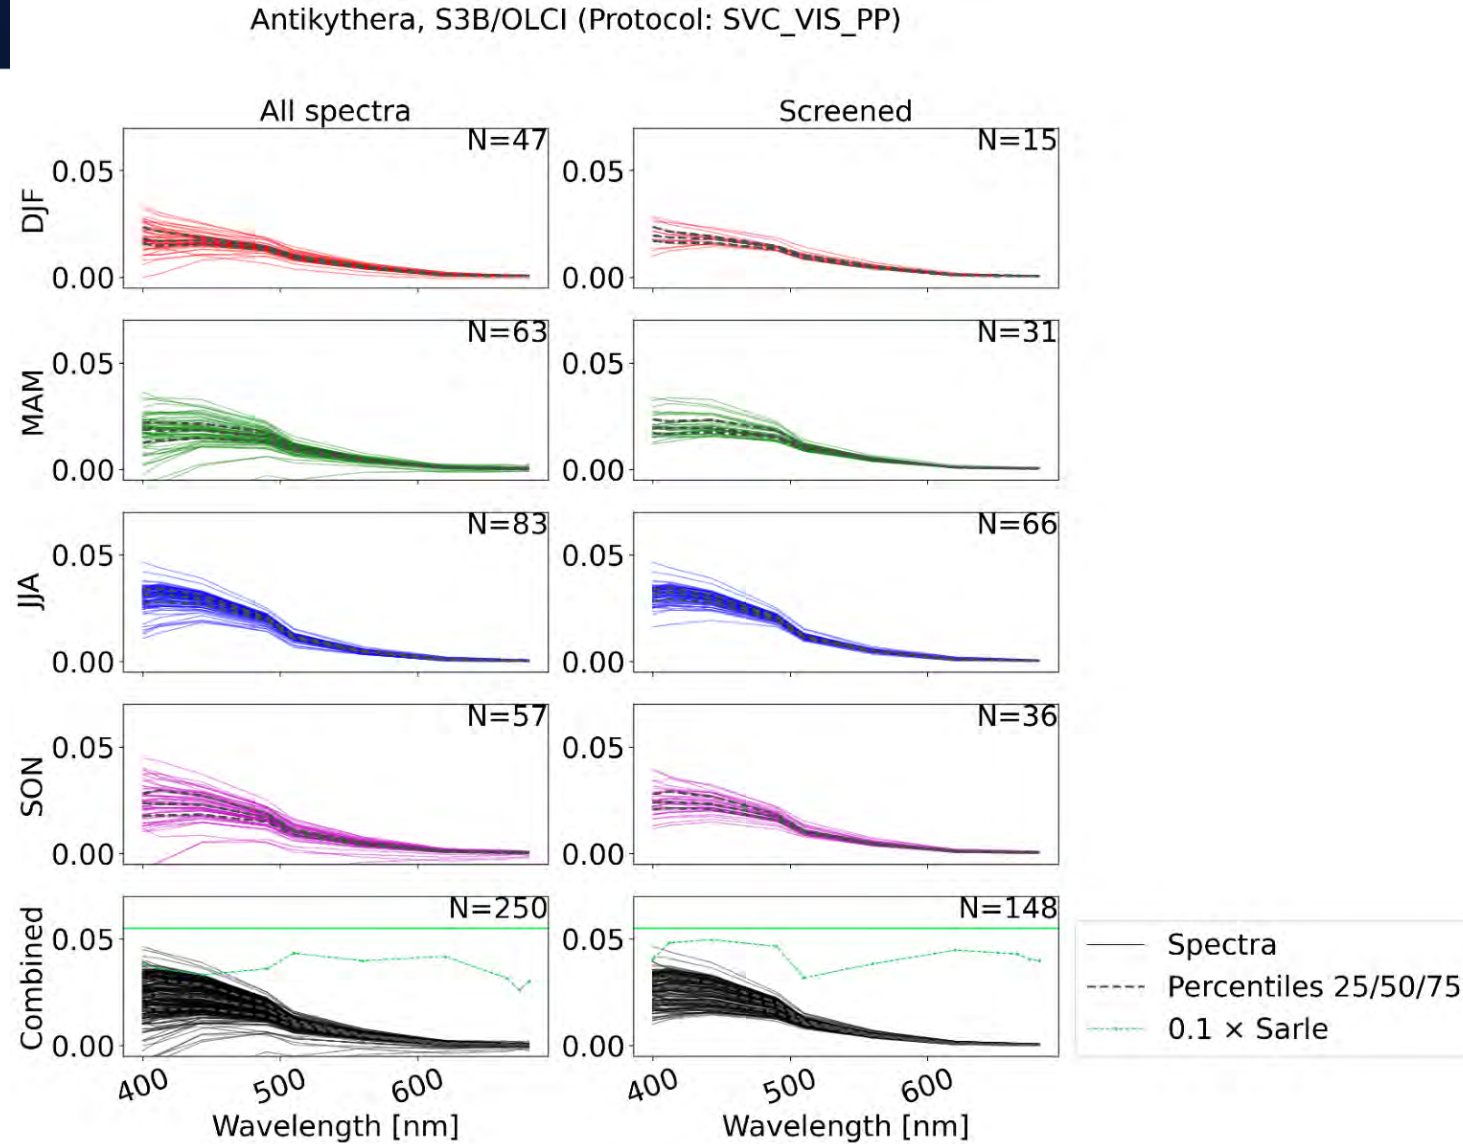 Antikythera, S3B/OLCI (Protocol: SVC_VIS_PP)
All spectra
Screened
DJF
0.05
0.00
N=47
0.05
0.00
N=15
MAM
0.05
0.00
N=63
0.05
0.00
N=31
JJA
0.05
0.00
N=83
0.05
0.00
N=66
SON
0.05
0.00
N=57
0.05
0.00
N=36
Combined
0.05
0.00
N=250
0.05
0.00
N=148
400 500 600
400 500 600
Wavelength [nm]
Wavelength [nm]
Spectra
Percentiles 25/50/75
0.1 × Sarle